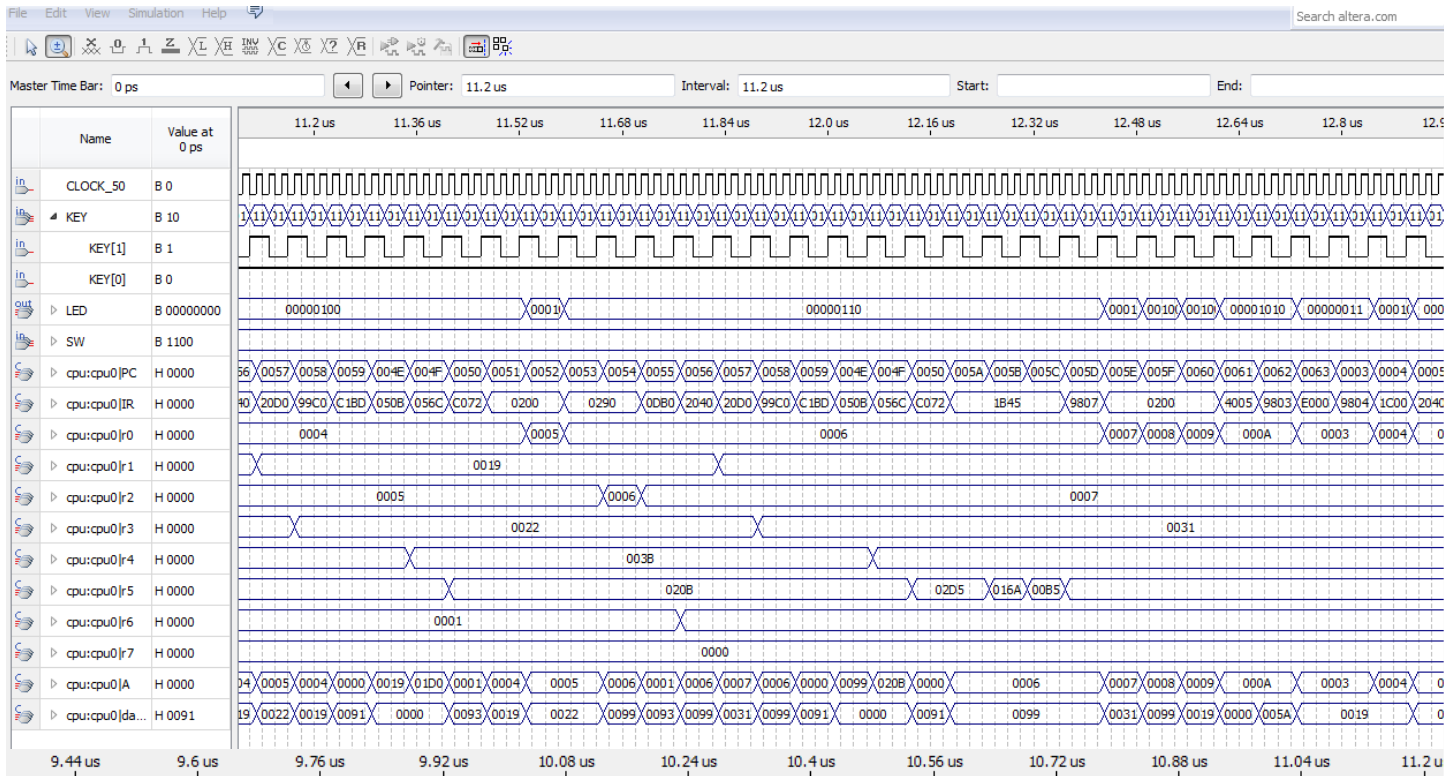 File Edit View Simulation Help
Search altera.com
Master Time Bar: 0 ps Pointer: 11.2 us Interval: 11.2 us Start: End:
Name Value at 0 ps 11.2 us 11.36 us 11.52 us 11.68 us 11.84 us 12.0 us 12.16 us 12.32 us 12.48 us 12.64 us 12.8 us 12.9
CLOCK_50 B 0
KEY B 10
KEY[1] B 1
KEY[0] B 0
LED B 00000000 00000100 0001( 00000110 0001 0010( 0010( 00001010 00000011 0001( 000
SW B 1100
cpu:cpu0|PC H 0000 56 0057 0058 0059 004E 004F 0050 0051 0052 0053 0054 0055 0056 0057 0058 0059 004E 004F 0050 005A 005B 005C 005D 005E 005F 0060 0061 0062 0063 0003 0004 0005
cpu:cpu0|IR H 0000 40 20D0 99C0 C1BD 050B 056C C072 0200 0290 0DB0 2040 20D0 99C0 C1BD 050B 056C C072 1B45 9807 0200 4005 9803 E000 9804 1C00 2040
cpu:cpu0|r0 H 0000 0004 0005 0006 0007 0008 0009 000A 0003 0004 0
cpu:cpu0|r1 H 0000 0019
cpu:cpu0|r2 H 0000 0005 0006 0007
cpu:cpu0|r3 H 0000 0022 0031
cpu:cpu0|r4 H 0000 003B
cpu:cpu0|r5 H 0000 020B 02D5 016A 00B5
cpu:cpu0|r6 H 0000 0001
cpu:cpu0|r7 H 0000 0000
cpu:cpu0|A H 0000 04 0005 0004 0000 0019 01D0 0001 0004 0005 0006 0001 0006 0007 0006 0000 0099 020B 0000 0006 0007 0008 0009 000A 0003 0004 0
cpu:cpu0|da... H 0091 19 0022 0019 0091 0000 0093 0019 0022 0099 0093 0099 0031 0099 0091 0000 0091 0099 0031 0099 0019 0000 005A 0019 0
9.44 us 9.6 us 9.76 us 9.92 us 10.08 us 10.24 us 10.4 us 10.56 us 10.72 us 10.88 us 11.04 us 11.2 u